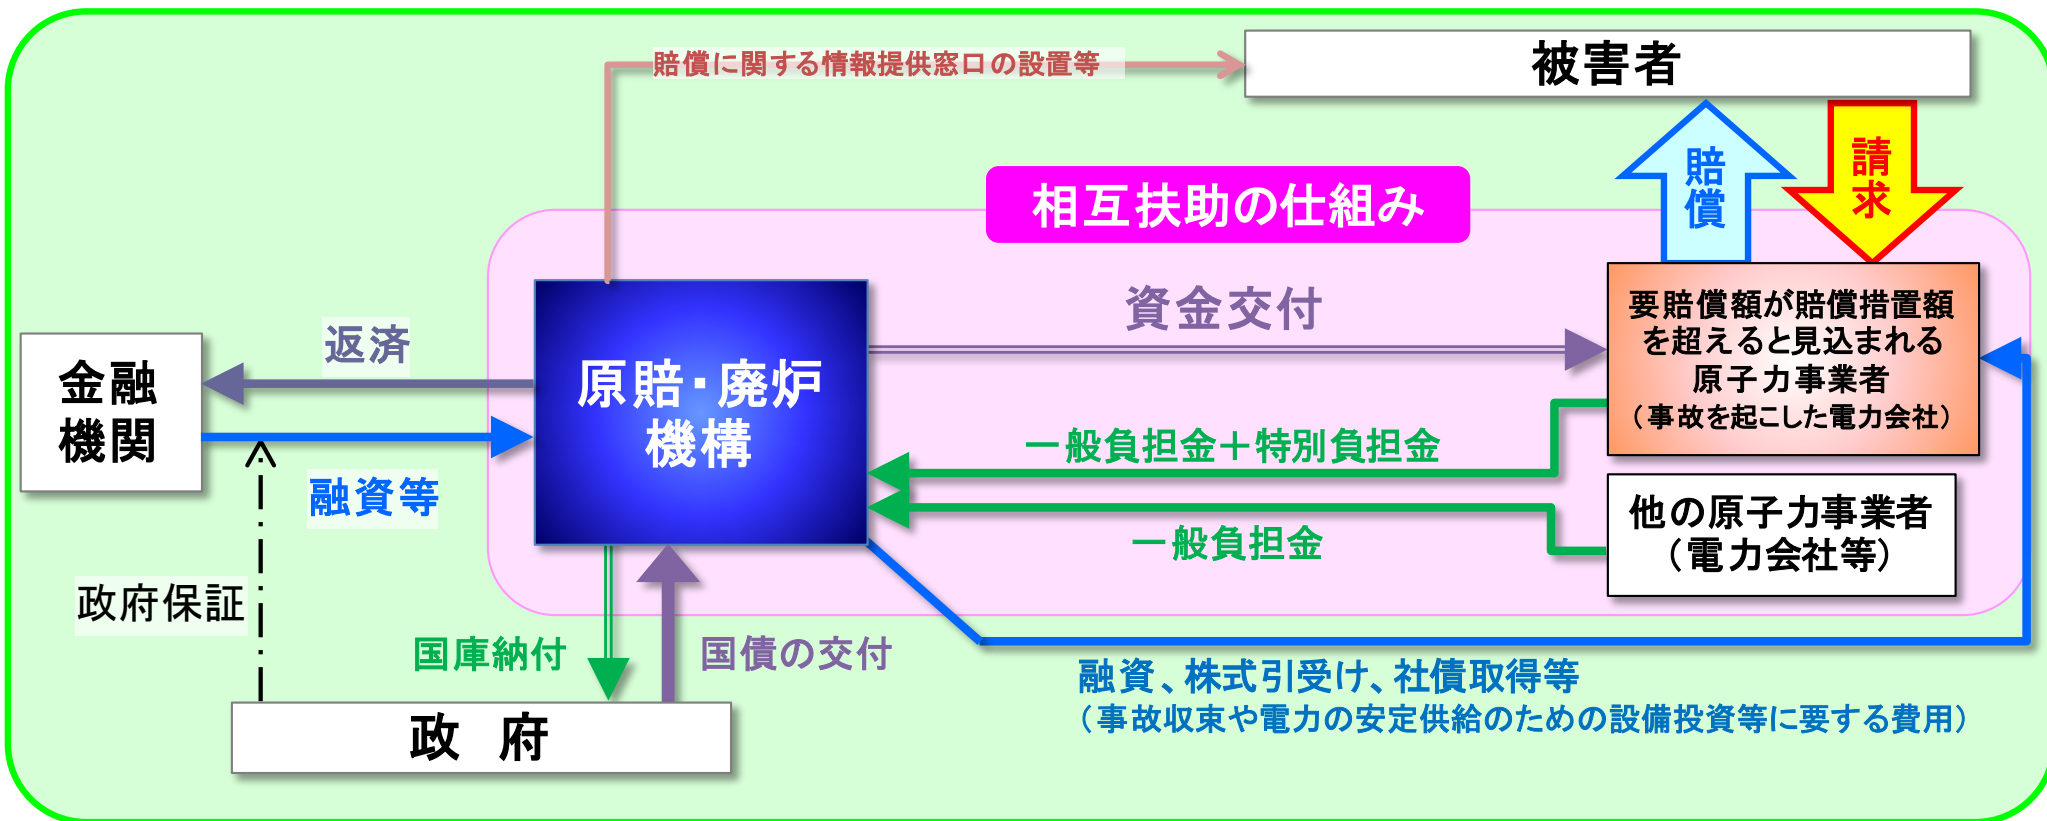 賠償に関する情報提供窓口の設置等
被害者
賠償
請求
相互扶助の仕組み
資金交付
要賠償額が賠償措置額
を超えると見込まれる
原子力事業者
（事故を起こした電力会社）
返済
金融
機関
原賠・廃炉
機構
融資等
一般負担金＋特別負担金
他の原子力事業者
（電力会社等）
一般負担金
政府保証
国庫納付
国債の交付
融資、株式引受け、社債取得等
（事故収束や電力の安定供給のための設備投資等に要する費用）
政　府